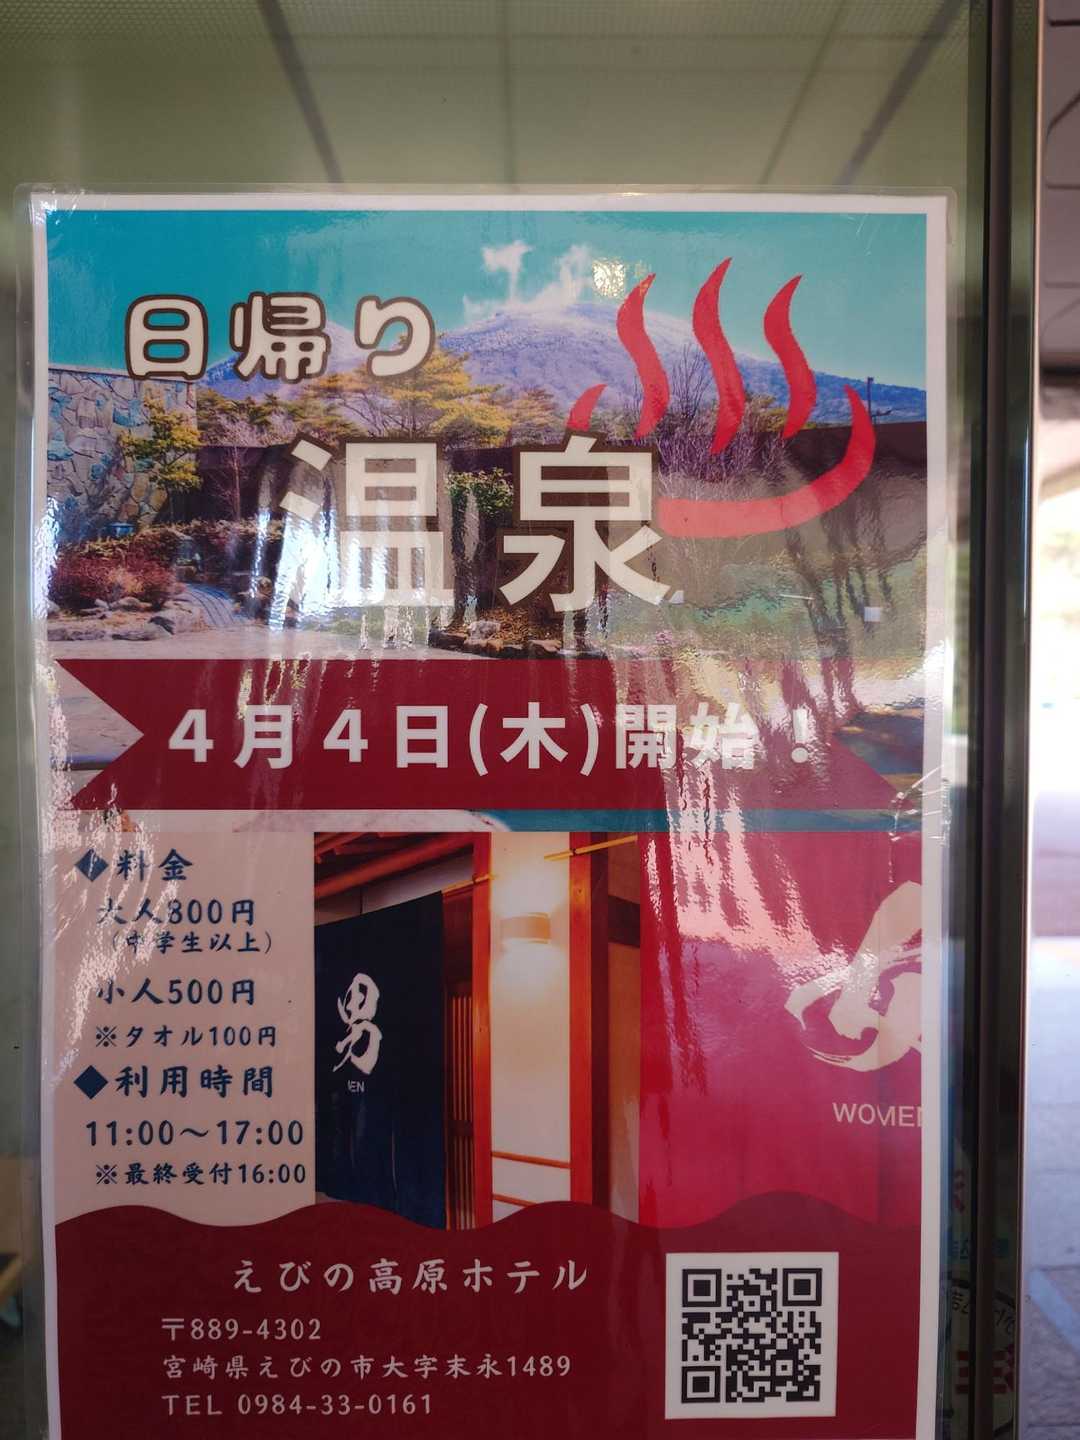 日帰り
温泉
4月4日(木)開始！
◆料金
大人800円
(中学生以上)
小人500円
※タオル100円
◆利用時間
11:00～17:00
※最終受付16:00
男
MEN
WOMEN
えびの高原ホテル
〒889-4302
宮崎県えびの市大字末永1489
TEL 0984-33-0161